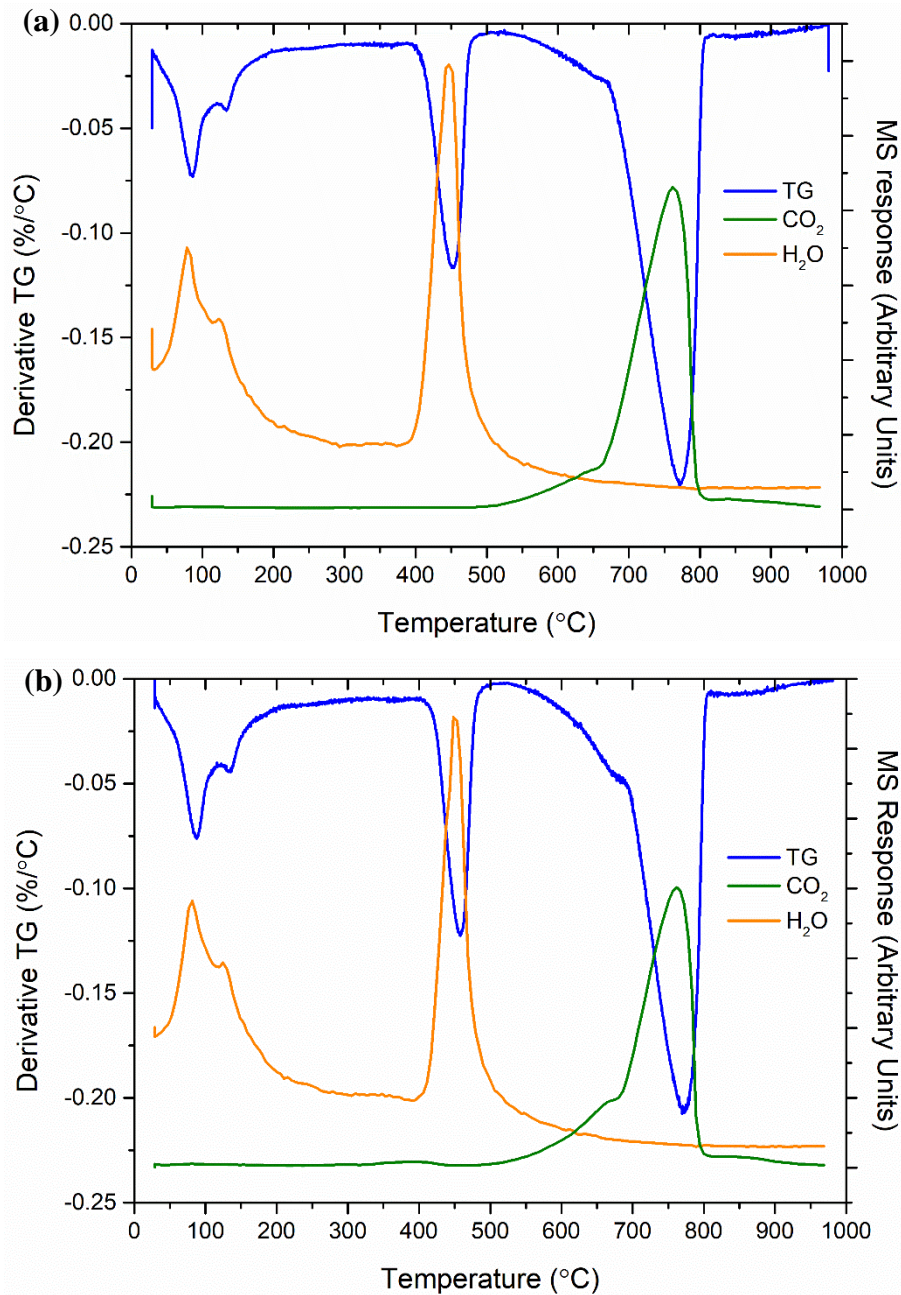 (a)
0.00
-0.05
-0.10
-0.15
-0.20
-0.25
Derivative TG (%/°C)
TG
CO₂
H₂O
MS response (Arbitrary Units)
0 100 200 300 400 500 600 700 800 900 1000
Temperature (°C)
(b)
0.00
-0.05
-0.10
-0.15
-0.20
-0.25
Derivative TG (%/°C)
TG
CO₂
H₂O
MS Response (Arbitrary Units)
0 100 200 300 400 500 600 700 800 900 1000
Temperature (°C)